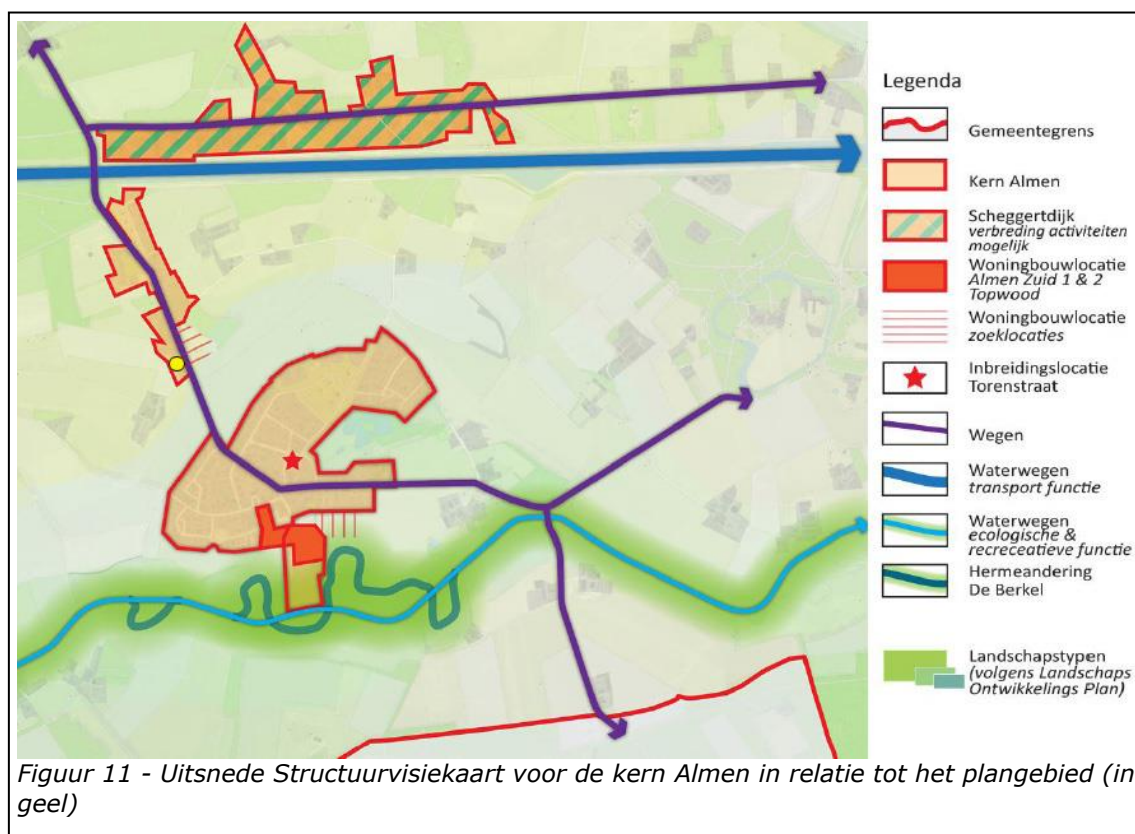 Legenda
Gemeentegrens
Kern Almen
Scheggertdijk
verbreding activiteiten
mogelijk
Woningbouwlocatie
Almen Zuid 1 & 2
Topwood
Woningbouwlocatie
zoeklocaties
Inbreidingslocatie
Torenstraat
Wegen
Waterwegen
transport functie
Waterwegen
ecologische &
recreceatieve functie
Hermeandering
De Berkel
Landschapstypen
(volgens Landschaps
Ontwikkelings Plan)
Figuur 11 - Uitsnede Structuurvisiekaart voor de kern Almen in relatie tot het plangebied (in
geel)